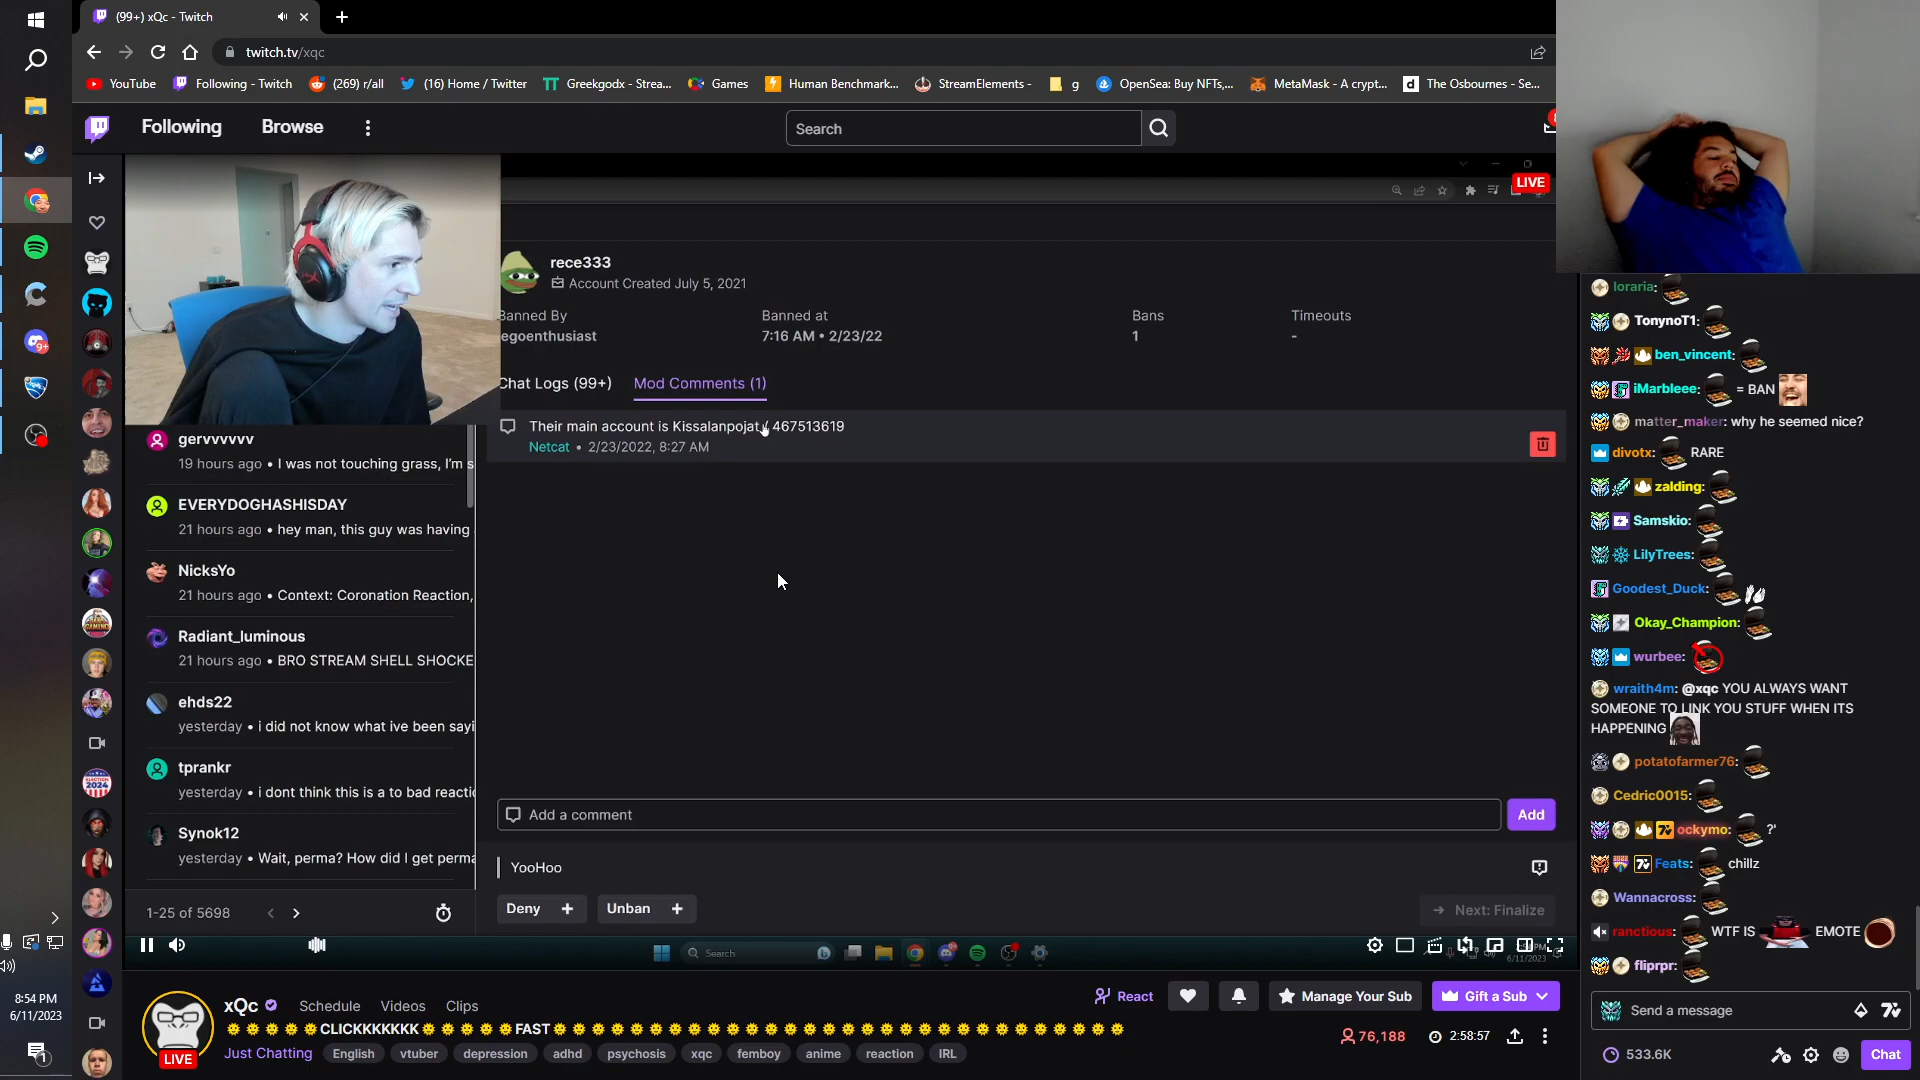 (99+) xQc - Twitch
twitch.tv/xqc
YouTube
Following - Twitch
(269) r/all
(16) Home / Twitter
Greekgodx - Strea...
Games
Human Benchmark...
StreamElements -
g
OpenSea: Buy NFTs,...
MetaMask - A crypt...
The Osbournes - Se...
Following
Browse
Search
LIVE
rece333
Account Created July 5, 2021
Banned By
egoenthusiast
Banned at
7:16 AM • 2/23/22
Bans
1
Timeouts
-
Chat Logs (99+)
Mod Comments (1)
Their main account is Kissalanpojat / 467513619
Netcat • 2/23/2022, 8:27 AM
gervvvvvv
19 hours ago • I was not touching grass, I'm s
EVERYDOGHASHISDAY
21 hours ago • hey man, this guy was having
NicksYo
21 hours ago • Context: Coronation Reaction,
Radiant_luminous
21 hours ago • BRO STREAM SHELL SHOCKE
ehds22
yesterday • i did not know what ive been sayi
tprankr
yesterday • i dont think this is a to bad reacti
Synok12
yesterday • Wait, perma? How did I get perma
1-25 of 5698
Add a comment
Add
YooHoo
Deny +
Unban +
Next: Finalize
Search
6/11/2023
xQc
Schedule
Videos
Clips
CLICKKKKKKK
FAST
Just Chatting
English
vtuber
depression
adhd
psychosis
xqc
femboy
anime
reaction
IRL
LIVE
React
Manage Your Sub
Gift a Sub
76,188
2:58:57
loraria:
TonynoT1:
ben_vincent:
iMarbleee: = BAN
matter_maker: why he seemed nice?
divotx: RARE
zalding:
Samskio:
LilyTrees:
Goodest_Duck:
Okay_Champion:
wurbee:
wraith4m: @xqc YOU ALWAYS WANT
SOMEONE TO LINK YOU STUFF WHEN ITS
HAPPENING
potatofarmer76:
Cedric0015:
ockymo: ?'
Feats: chillz
Wannacross:
ranctious: WTF IS EMOTE
fliprpr:
Send a message
533.6K
Chat
ELECTION
2024
GAMING
9+
8:54 PM
6/11/2023
1